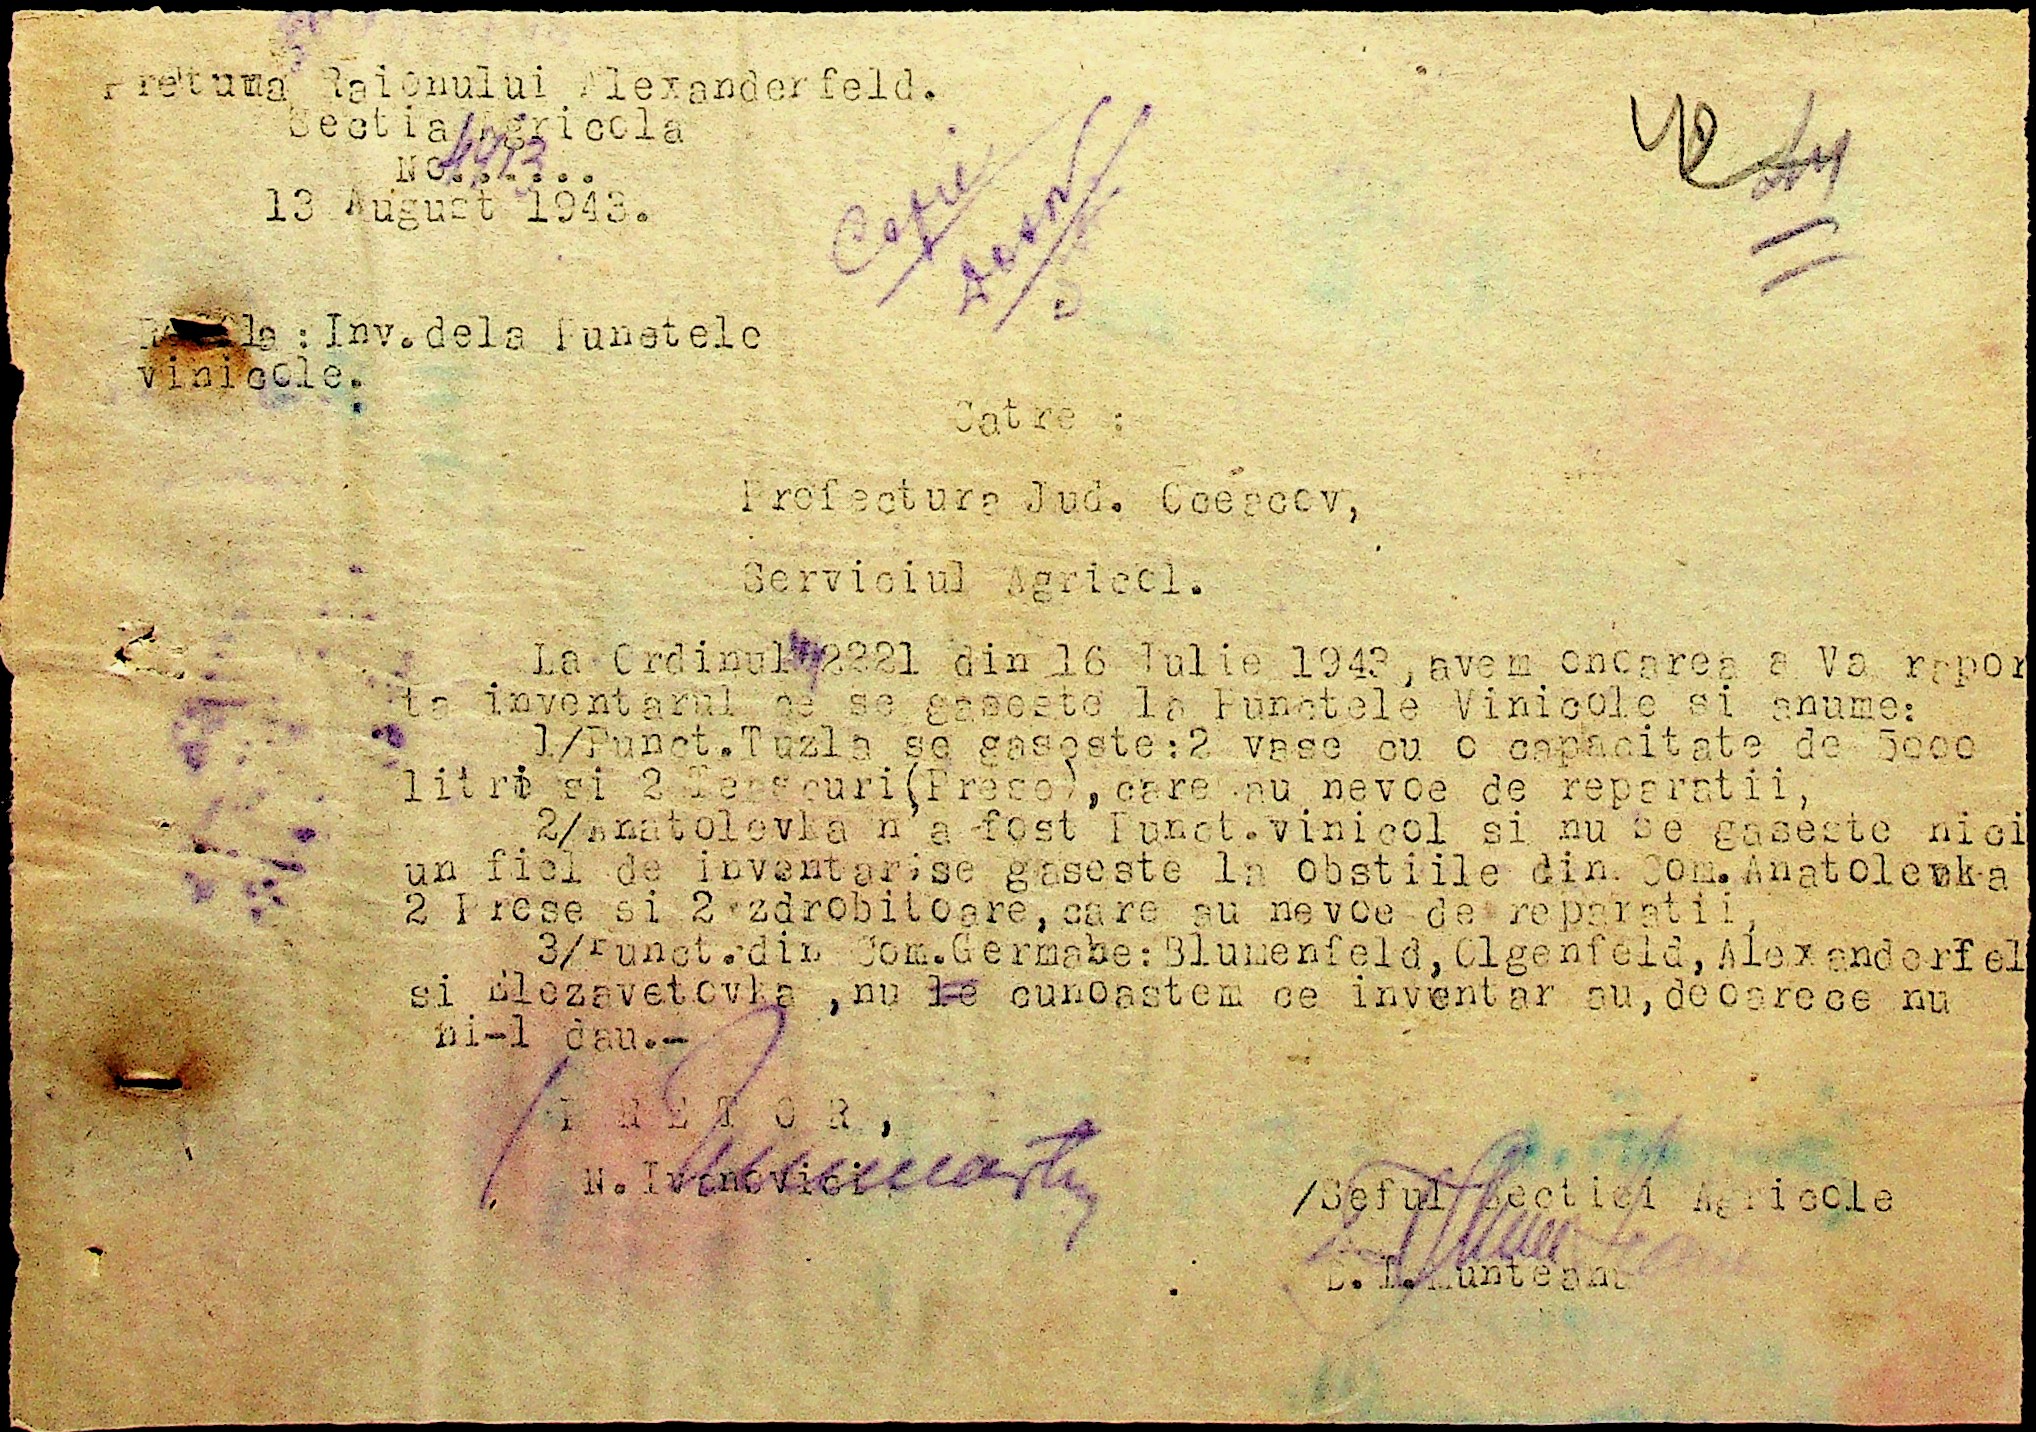 Pretura Raionului Alexanderfeld.
Sectia Agricola
No. 4413
13 August 1943.
Copie
Inv.dela Punctele
vinicole.
Catre :
Prefectura Jud. Oceacov,
Serviciul Agricol.
La Ordinul 2221 din 16 Iulie 1943,avem onoarea a Va rapor
ta inventarul ce se gaseste la Punctele Vinicole si anume:
1/Punct.Tuzla se gaseste:2 vase cu o capacitate de 5000
litri si 2 Teascuri(Prese),care au nevoe de reparatii,
2/Anatolevka n'a fost Punct.vinicol si nu se gaseste nici
un fiel de inventar;se gaseste la obstiile din Com.Anatolevka
2 Prese si 2 zdrobitoare,care au nevoe de reparatii,
3/Punct.din Com.Germane:Blumenfeld,Olgenfeld,Alexanderfel
si Elezavetovka ,nu le cunoastem ce inventar au,deoarece nu
ni-l dau.-
P R E T O R ,
N. Ivanovici
/Seful Sectiei Agricole
Munteanu